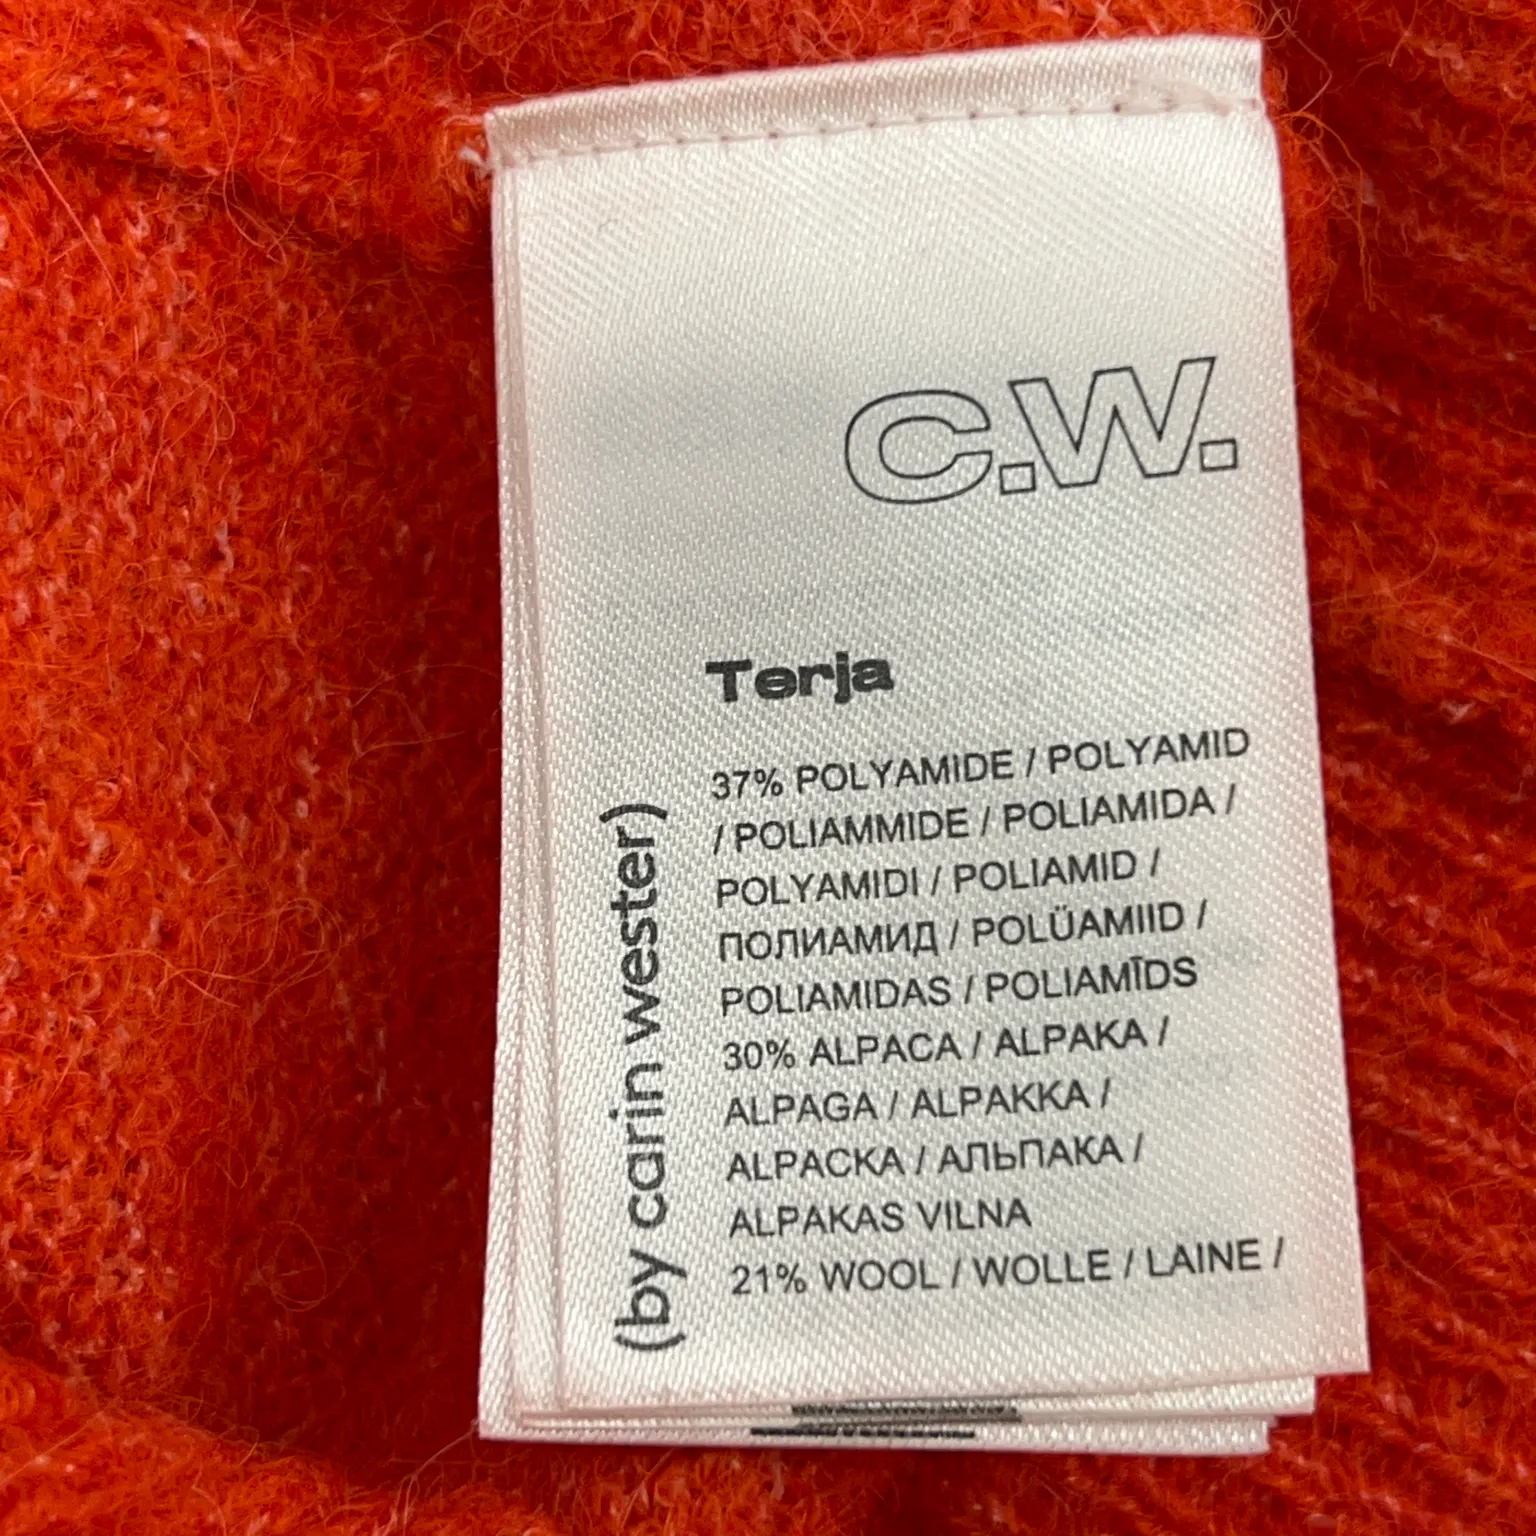 C.W.
Terja
37% POLYAMIDE / POLYAMID
/ POLIAMMIDE / POLIAMIDA /
POLYAMIDI / POLIAMID /
ПОЛИАМИД / POLÜAMIID /
POLIAMIDAS / POLIAMĪDS
30% ALPACA / ALPAKA /
ALPAGA / ALPAKKA /
ALPACKA / АЛЬПАКА /
ALPAKAS VILNA
21% WOOL / WOLLE / LAINE /
(by carin wester)